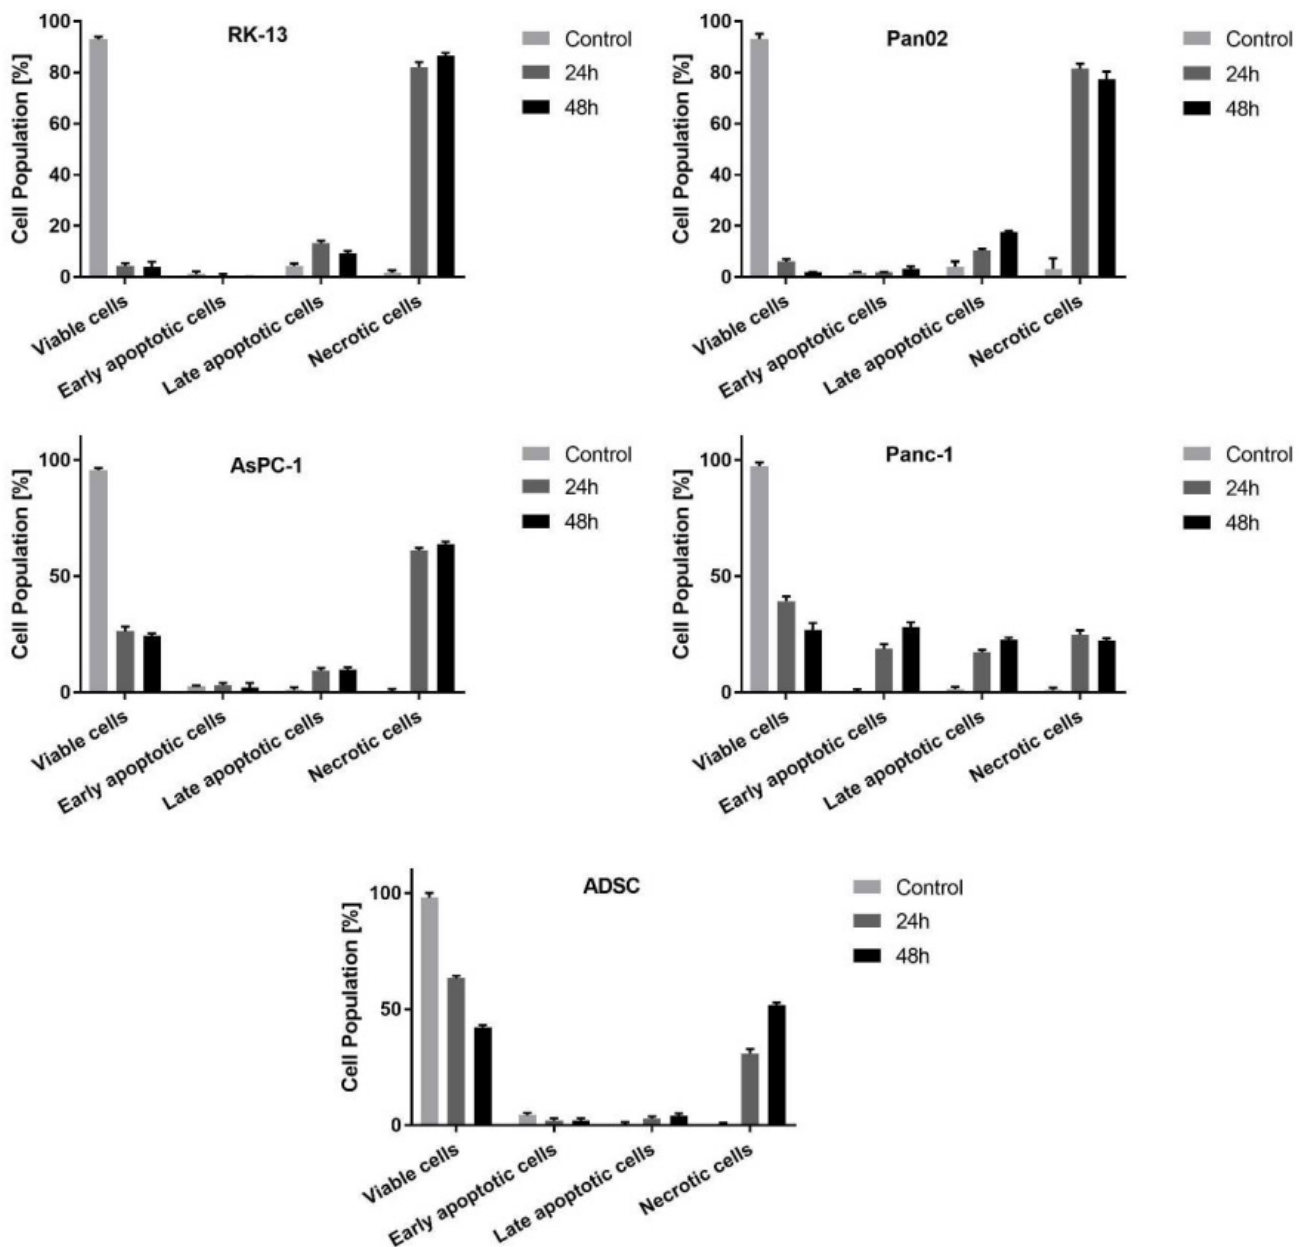 RK-13
Control
24h
48h
Cell Population [%]
100
80
60
40
20
0
Viable cells
Early apoptotic cells
Late apoptotic cells
Necrotic cells
Pan02
Control
24h
48h
Cell Population [%]
100
80
60
40
20
0
Viable cells
Early apoptotic cells
Late apoptotic cells
Necrotic cells
AsPC-1
Control
24h
48h
Cell Population [%]
100
50
0
Viable cells
Early apoptotic cells
Late apoptotic cells
Necrotic cells
Panc-1
Control
24h
48h
Cell Population [%]
100
50
0
Viable cells
Early apoptotic cells
Late apoptotic cells
Necrotic cells
ADSC
Control
24h
48h
Cell Population [%]
100
50
0
Viable cells
Early apoptotic cells
Late apoptotic cells
Necrotic cells